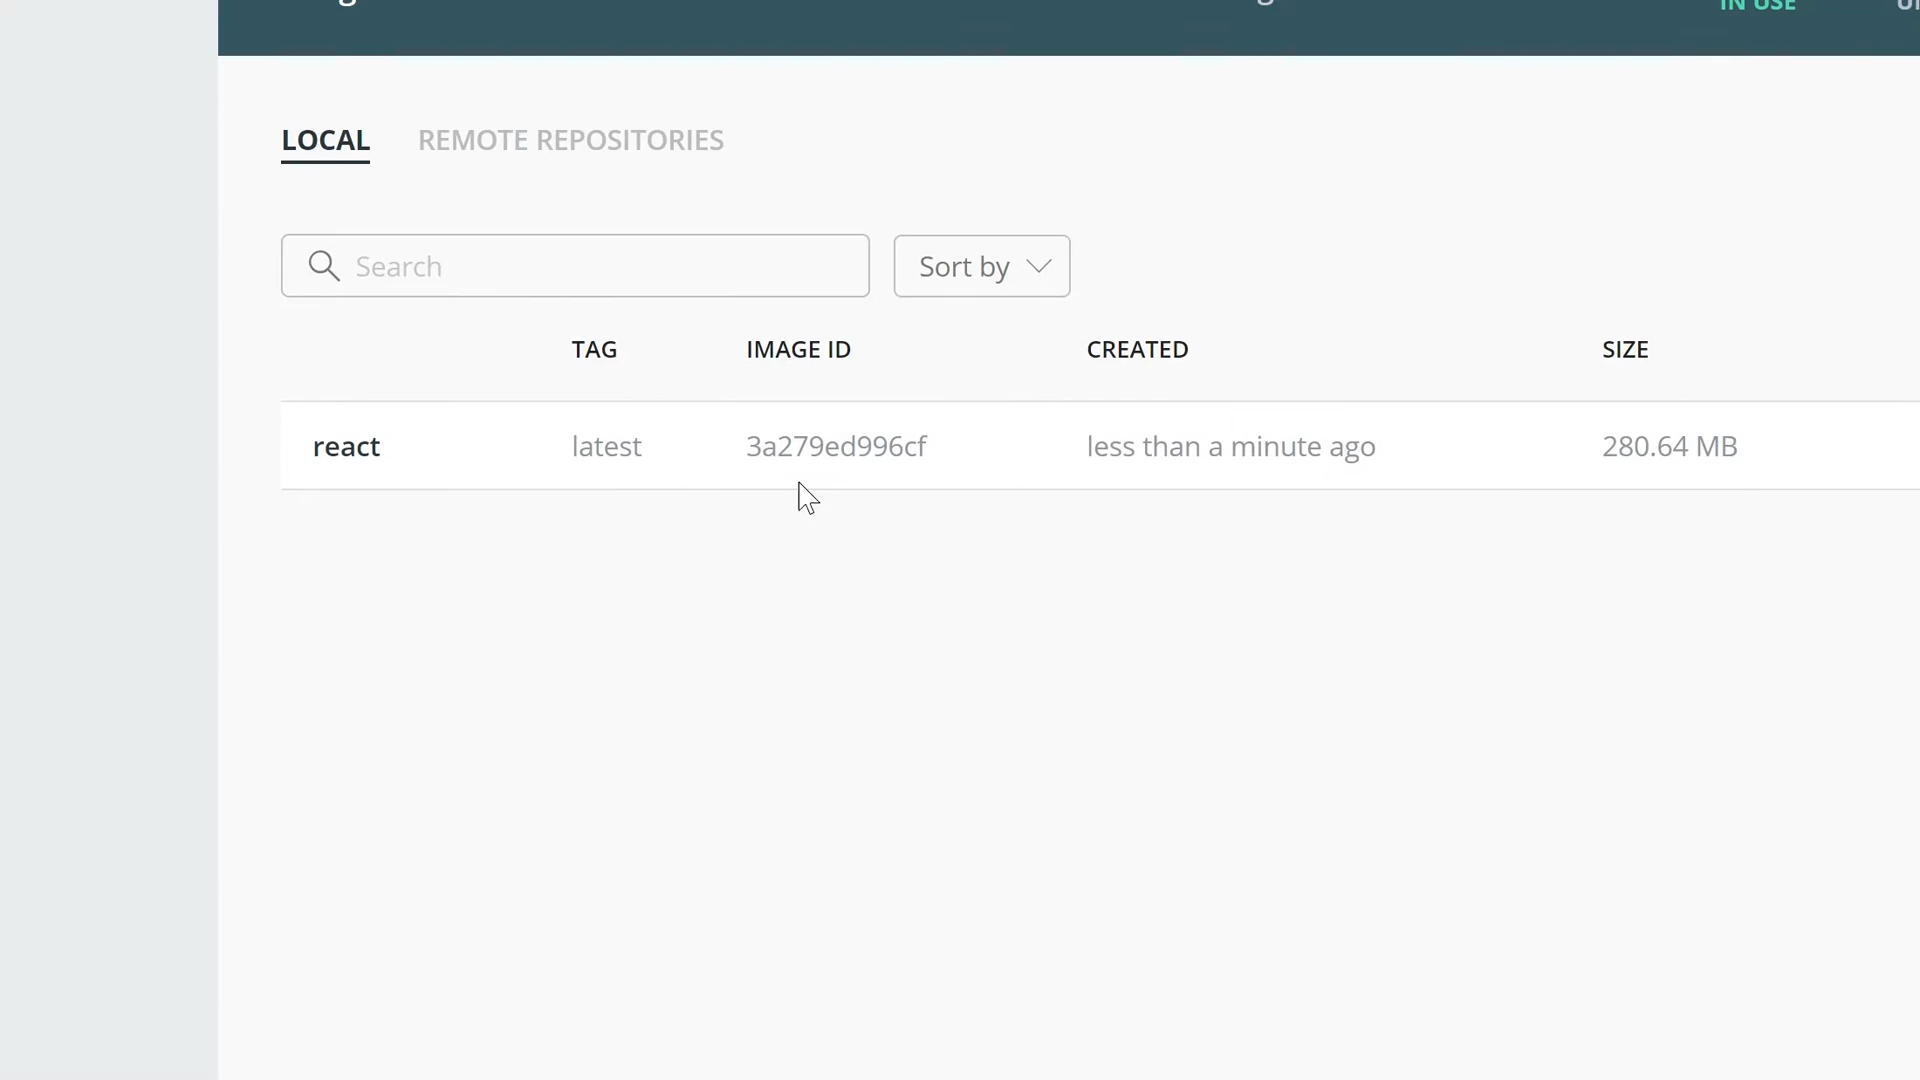 IN USE
LOCAL REMOTE REPOSITORIES
Search Sort by
TAG IMAGE ID CREATED SIZE
react latest 3a279ed996cf less than a minute ago 280.64 MB